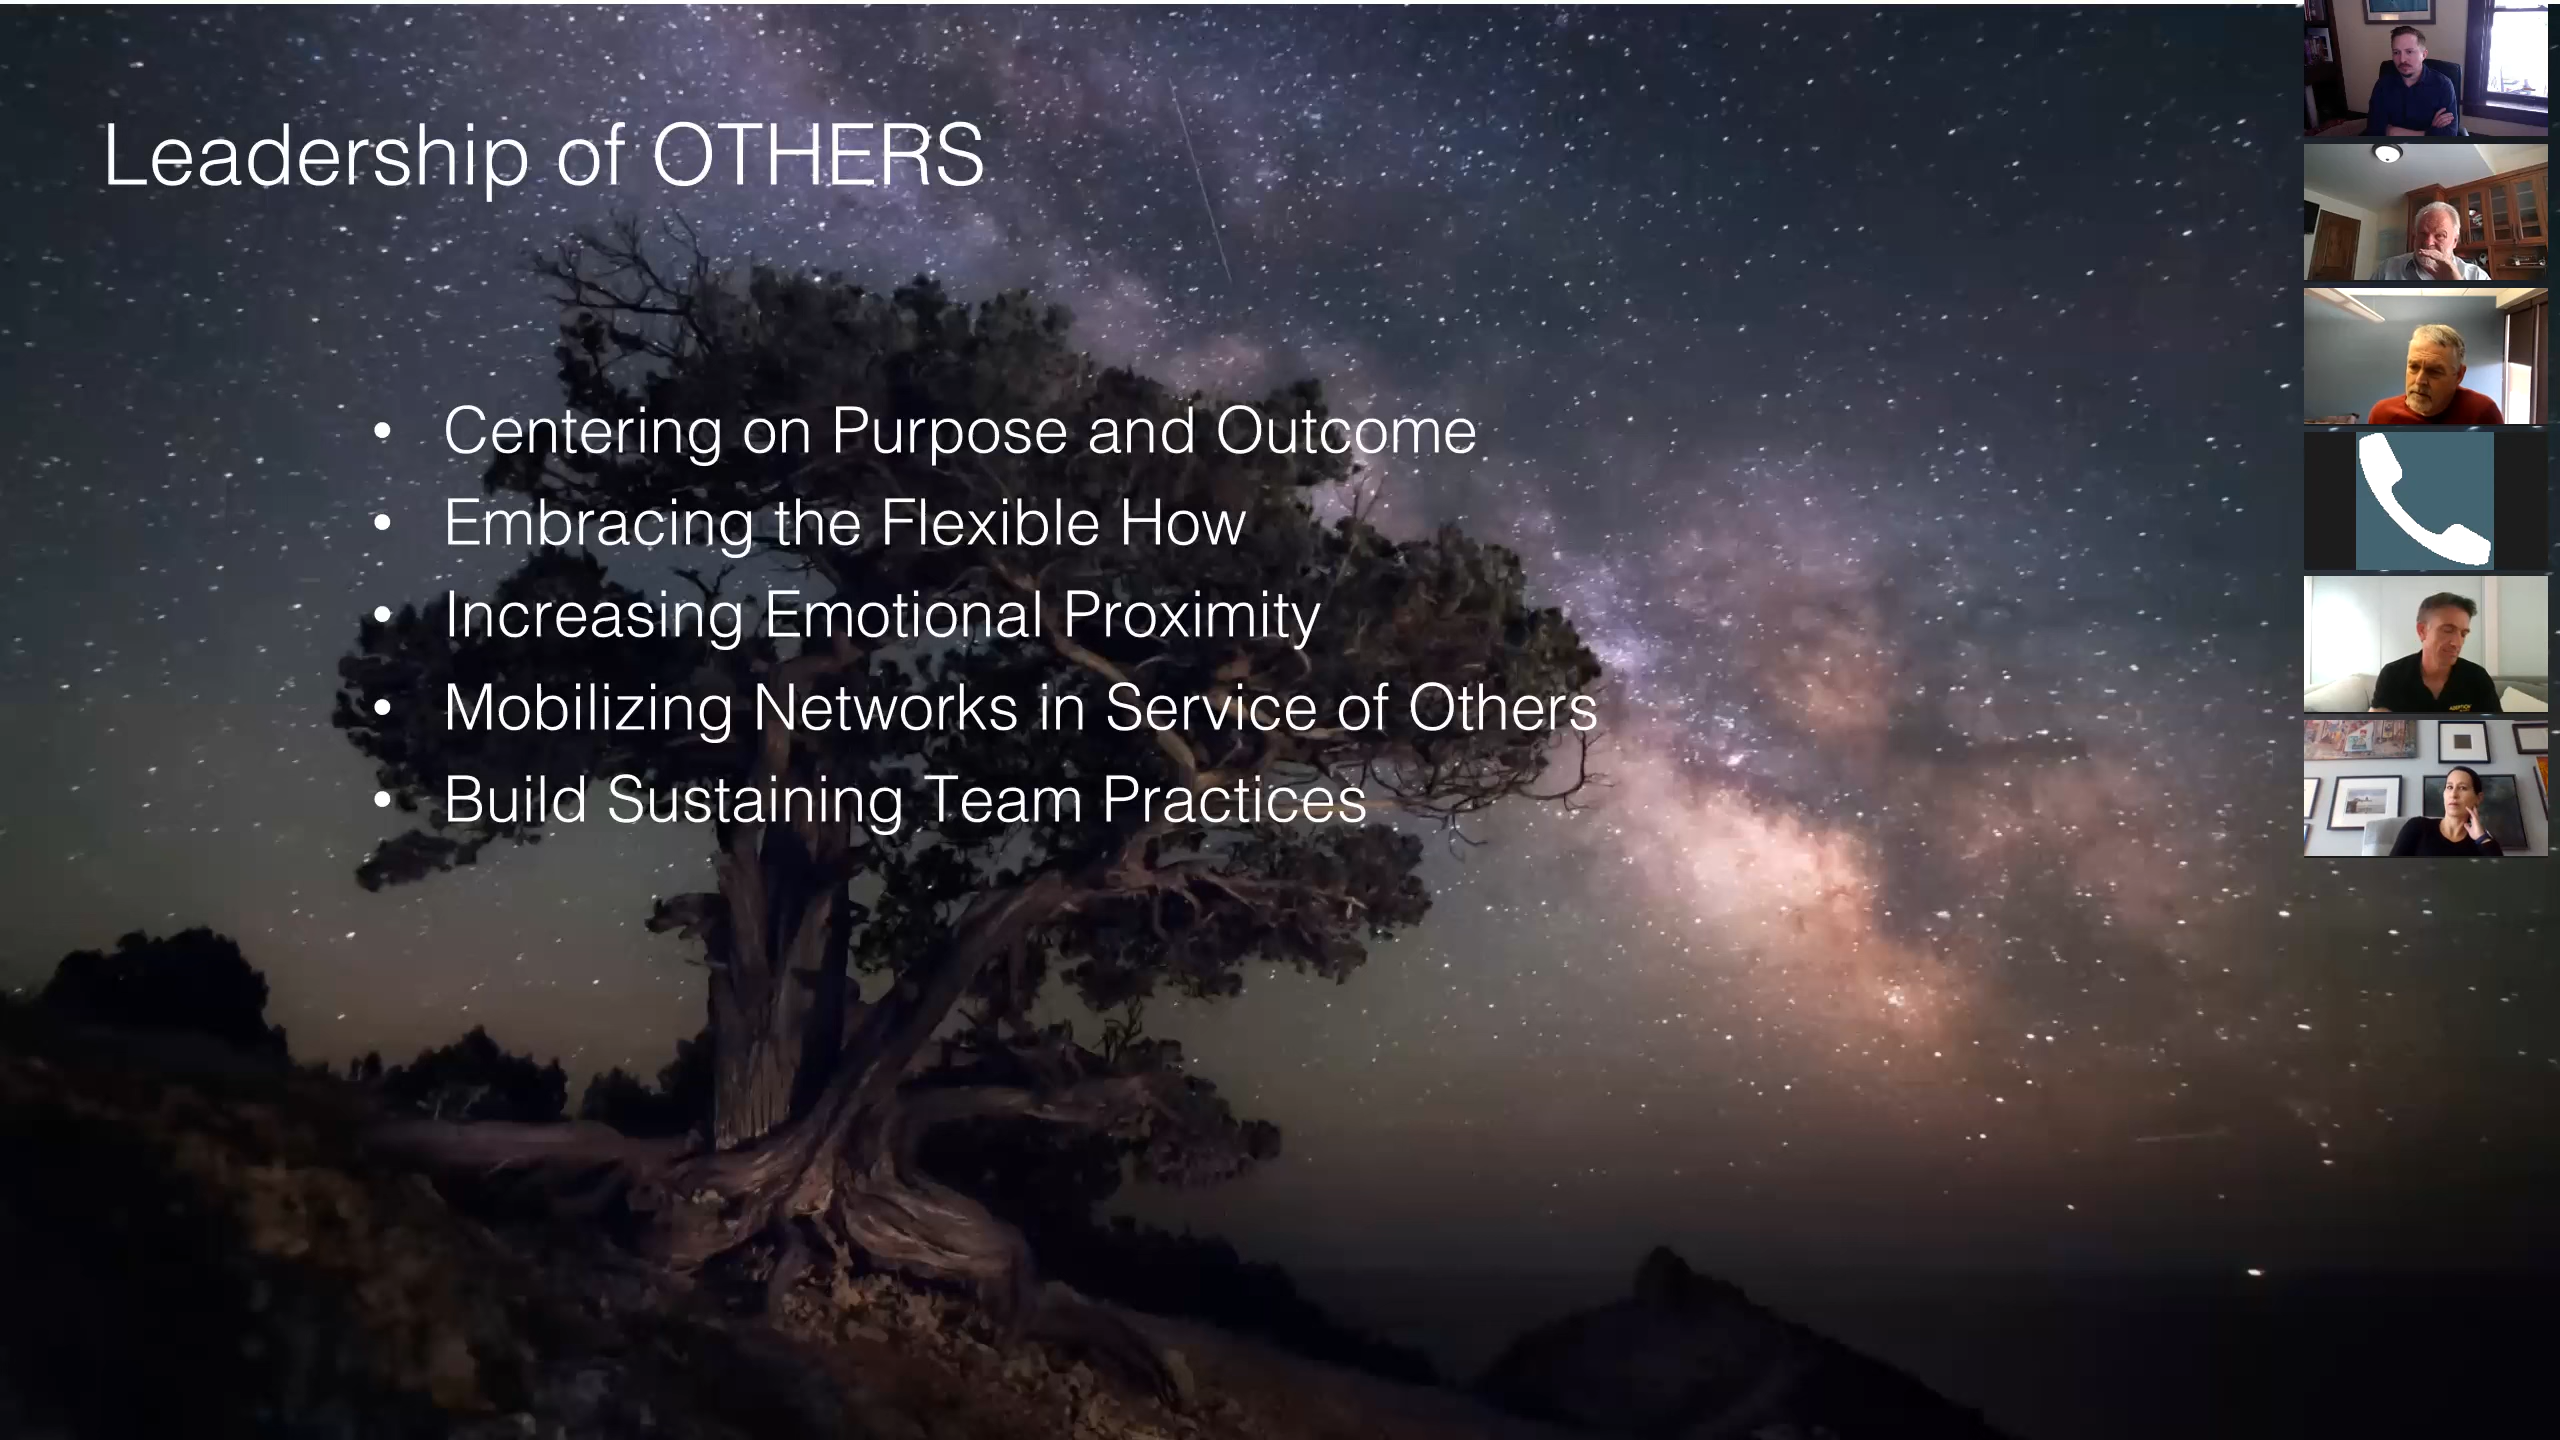 Leadership of OTHERS
• Centering on Purpose and Outcome
• Embracing the Flexible How
• Increasing Emotional Proximity
• Mobilizing Networks in Service of Others
• Build Sustaining Team Practices